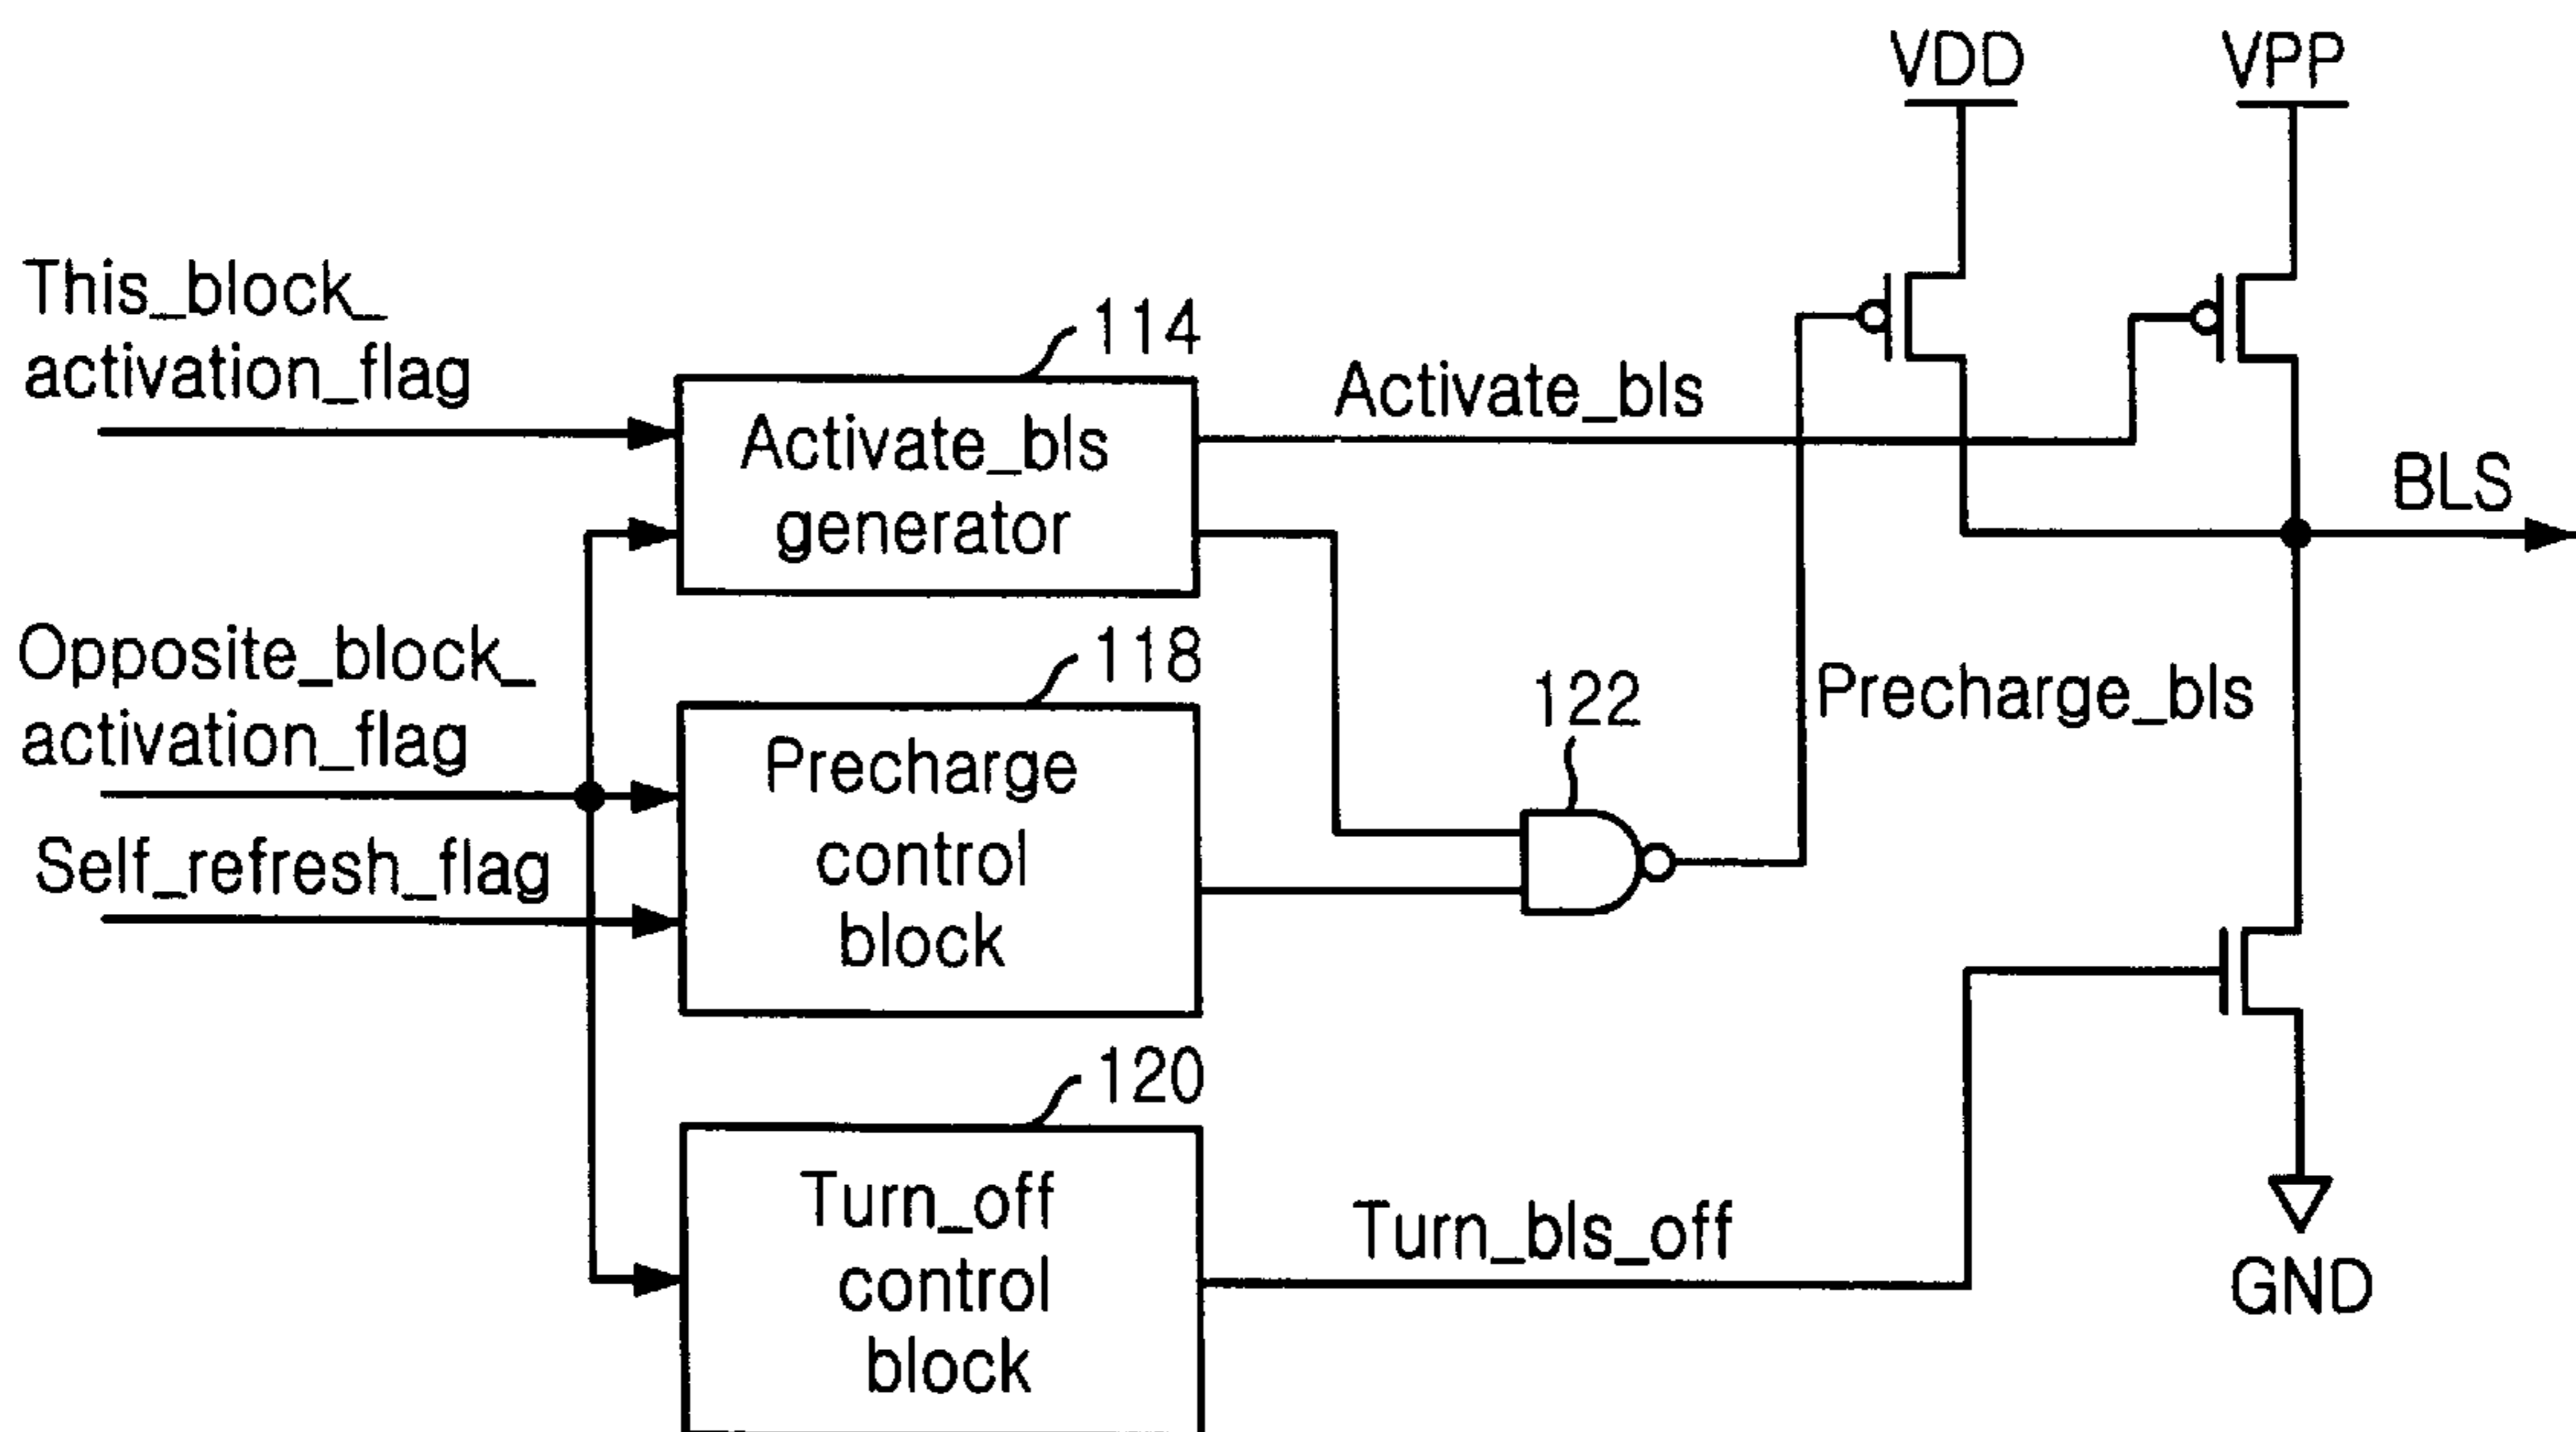 VDD
VPP
This_block_
activation_flag
114
Activate_bls
generator
Activate_bls
BLS
Opposite_block_
activation_flag
Self_refresh_flag
118
Precharge
control
block
122
Precharge_bls
120
Turn_off
control
block
Turn_bls_off
GND